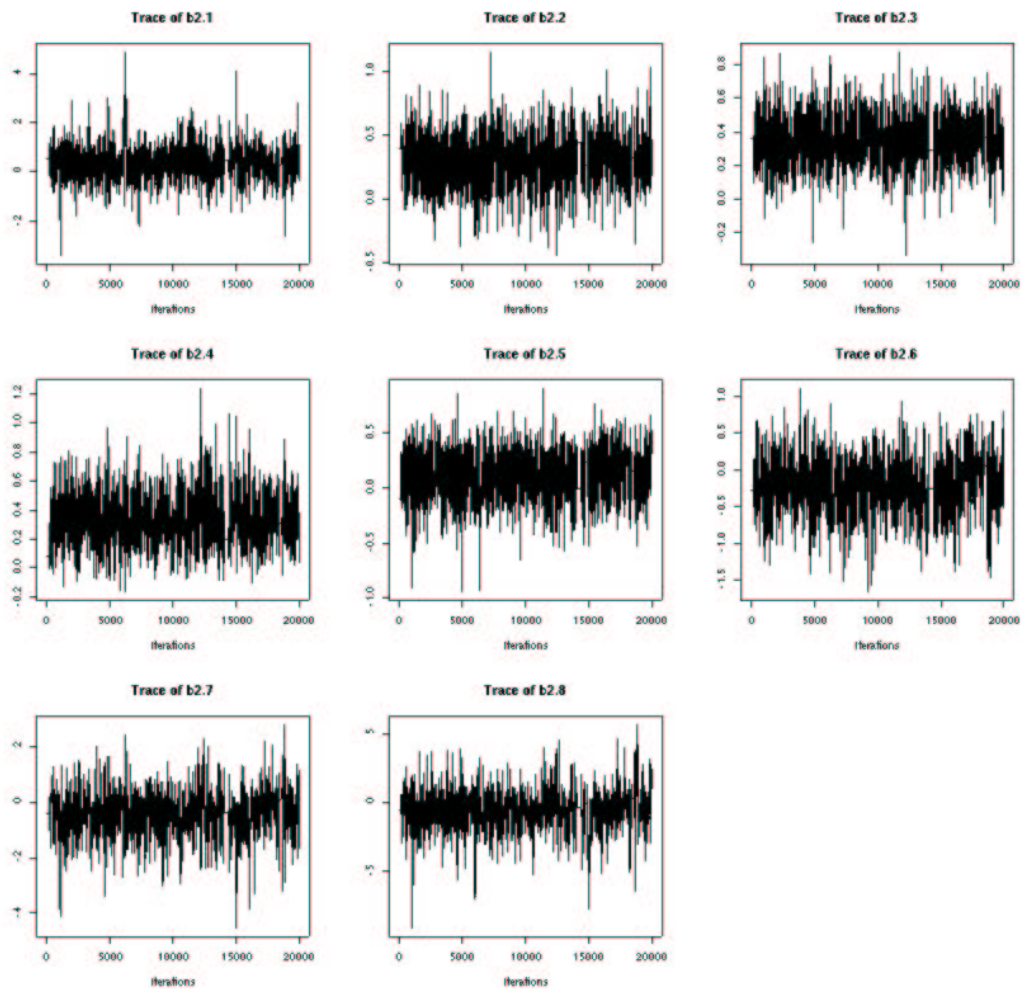 Trace of b2.1
Trace of b2.2
Trace of b2.3
4
2
0
-2
1.0
0.5
0.0
-0.5
0.8
0.6
0.4
0.2
0.0
-0.2
0 5000 10000 15000 20000
0 5000 10000 15000 20000
0 5000 10000 15000 20000
Iterations
Iterations
Iterations
Trace of b2.4
Trace of b2.5
Trace of b2.6
1.2
1.0
0.8
0.6
0.4
0.2
0.0
-0.2
0.5
0.0
-0.5
-1.0
1.0
0.5
0.0
-0.5
-1.0
-1.5
0 5000 10000 15000 20000
0 5000 10000 15000 20000
0 5000 10000 15000 20000
Iterations
Iterations
Iterations
Trace of b2.7
Trace of b2.8
2
0
-2
-4
5
0
-5
0 5000 10000 15000 20000
0 5000 10000 15000 20000
Iterations
Iterations